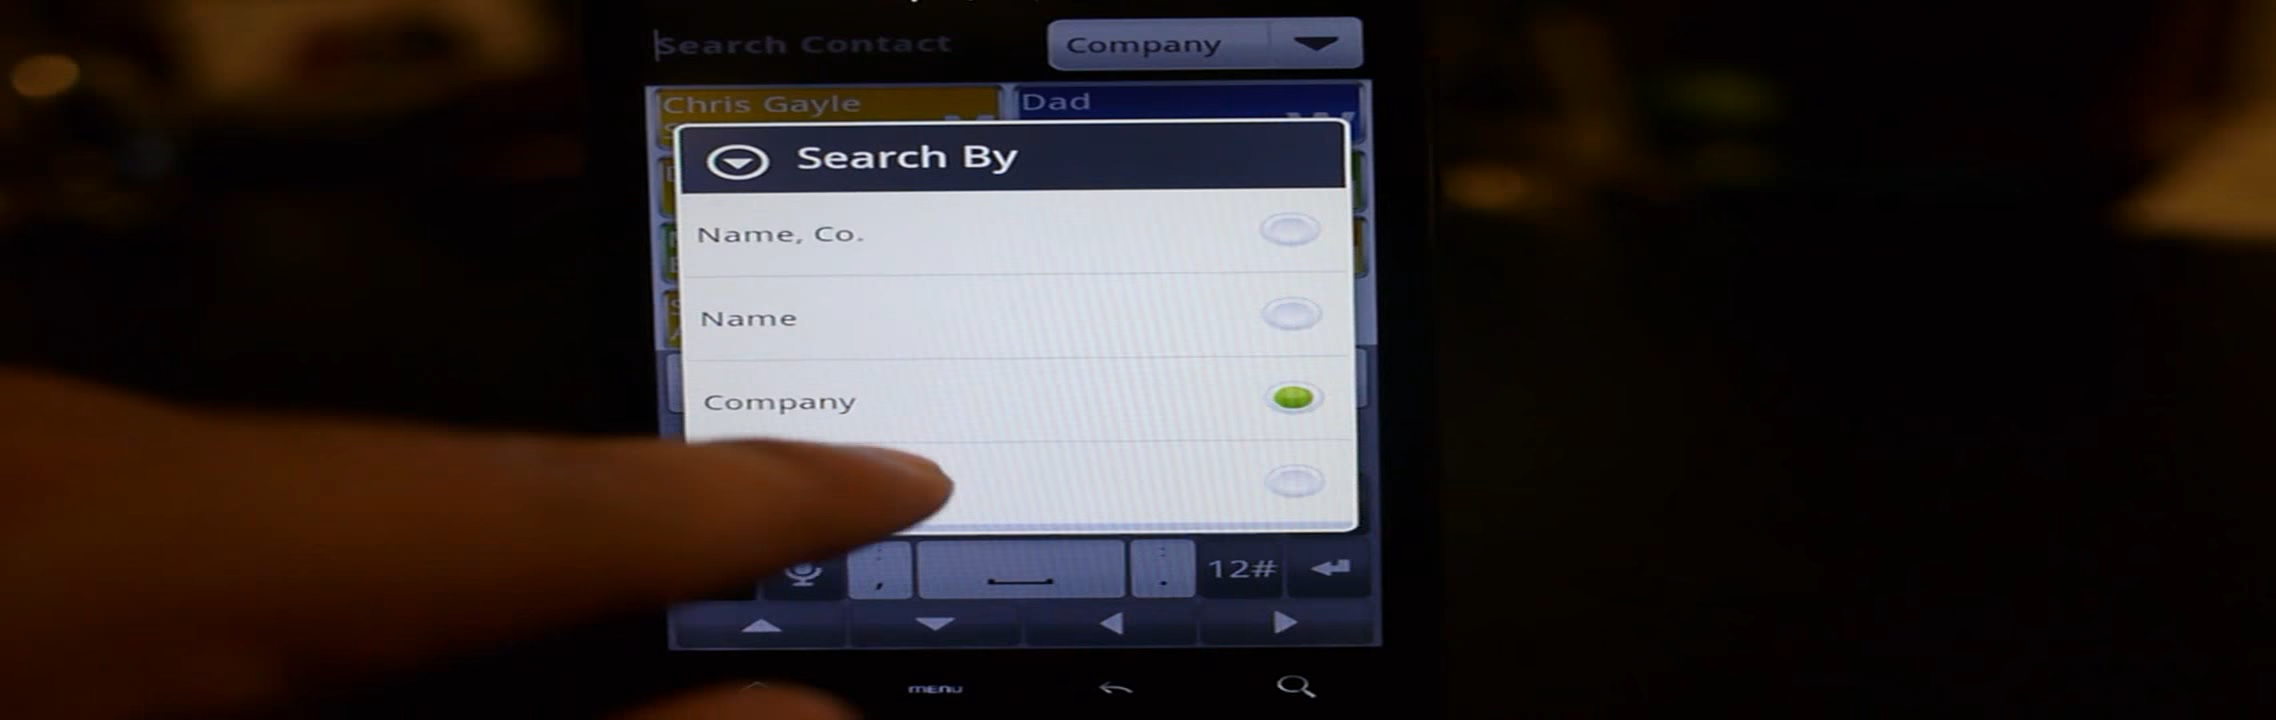 Search Contact
Company
Chris Gayle
Dad
Search By
Name, Co.
Name
Company
, : .
12#
MENU